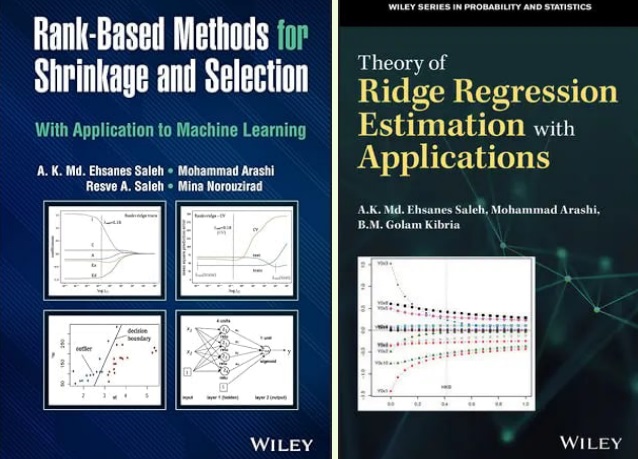 Rank-Based Methods for
Shrinkage and Selection
With Application to Machine Learning
A. K. Md. Ehsanes Saleh • Mohammad Arashi
Resve A. Saleh • Mina Norouzirad
outlier
decision
boundary
4 units
1 unit
sigmoid
input
layer 1 (hidden)
layer 2 (output)
WILEY
WILEY SERIES IN PROBABILITY AND STATISTICS
Theory of
Ridge Regression
Estimation with
Applications
A.K. Md. Ehsanes Saleh, Mohammad Arashi,
B.M. Golam Kibria
WILEY